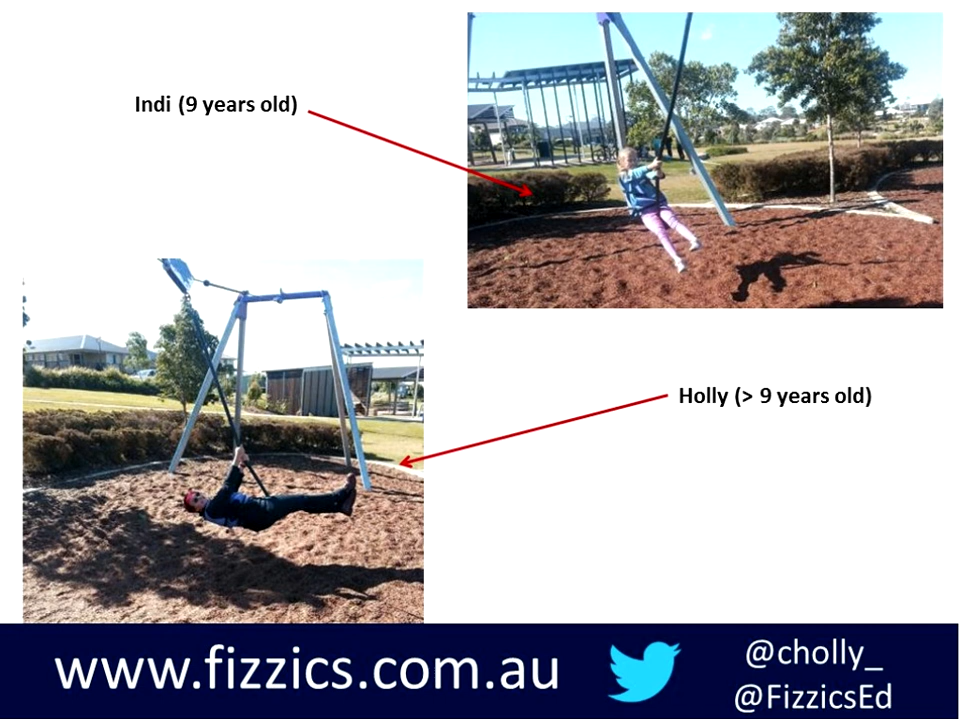 Indi (9 years old)
Holly (> 9 years old)
www.fizzics.com.au
@cholly_
@FizzicsEd